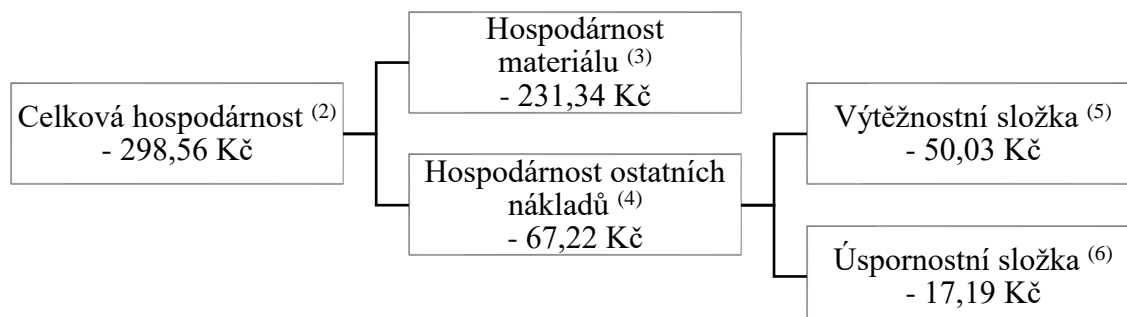 Celková hospodárnost (2)
- 298,56 Kč
Hospodárnost
materiálu (3)
- 231,34 Kč
Hospodárnost ostatních
nákladů (4)
- 67,22 Kč
Výtěžnostní složka (5)
- 50,03 Kč
Úspornostní složka (6)
- 17,19 Kč